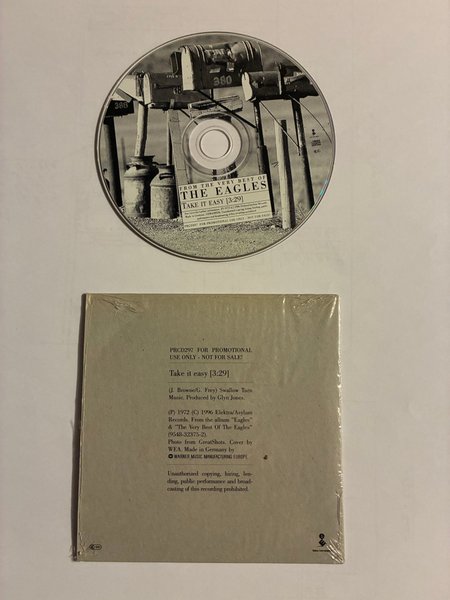 380
380
FROM THE VERY BEST OF
THE EAGLES
TAKE IT EASY [3:29]
PRCD297 FOR PROMOTIONAL
USE ONLY - NOT FOR SALE!
Take it easy [3:29]
(J. Browne/G. Frey) Swallow Turn
Music. Produced by Glyn Jones.
(P) 1972 (C) 1996 Elektra/Asylum
Records. From the album "Eagles"
& "The Very Best Of The Eagles"
(9548-32375-2)
Photo from GreatShots. Cover by
WEA. Made in Germany by
WARNER MUSIC MANUFACTURING EUROPE.
Unauthorized copying, hiring, len-
ding, public performance and broad-
casting of this recording prohibited.